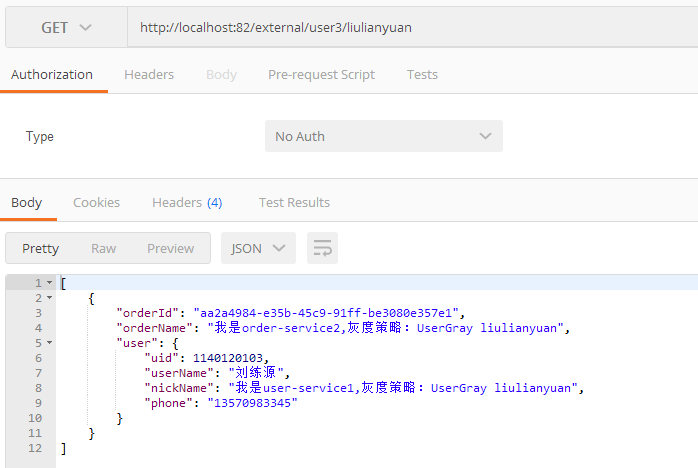 GET http://localhost:82/external/user3/liulianyuan
Authorization Headers Body Pre-request Script Tests
Type No Auth
Body Cookies Headers (4) Test Results
Pretty Raw Preview JSON
1 [
2 {
3 "orderId": "aa2a4984-e35b-45c9-91ff-be3080e357e1",
4 "orderName": "我是order-service2,灰度策略：UserGray liulianyuan",
5 "user": {
6 "uid": 1140120103,
7 "userName": "刘练源",
8 "nickName": "我是user-service1,灰度策略：UserGray liulianyuan",
9 "phone": "13570983345"
10 }
11 }
12 ]